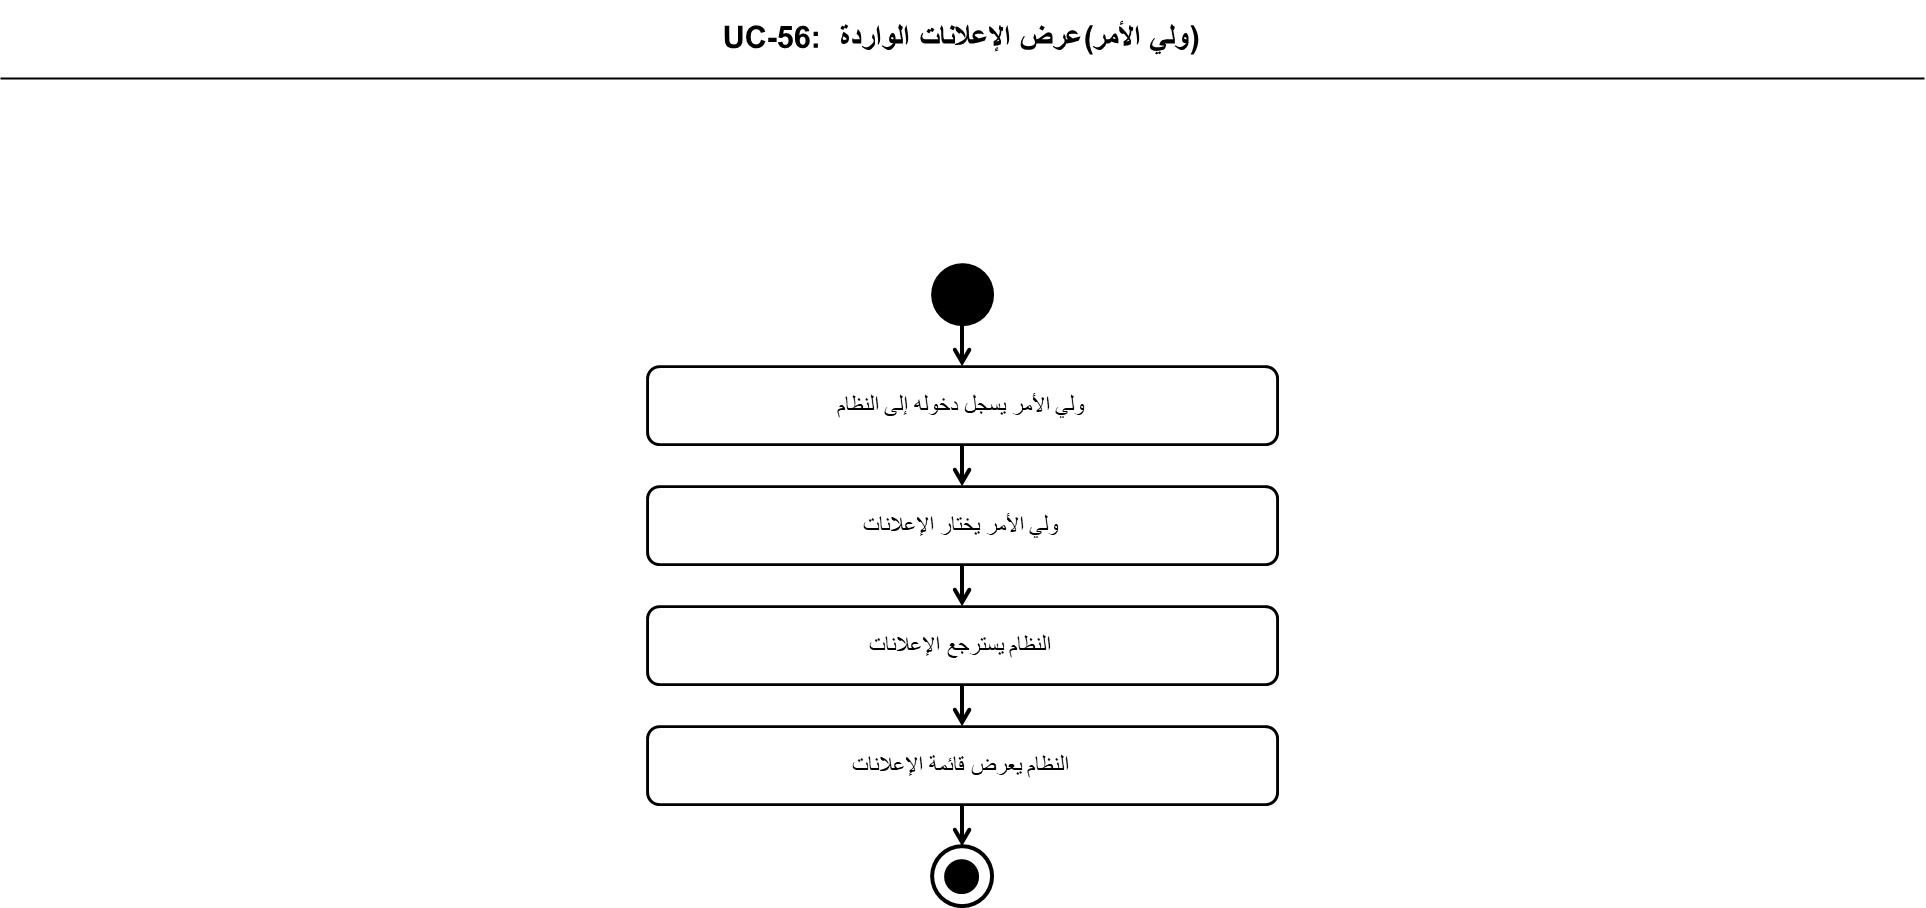 UC-56: عرض الإعلانات الواردة (ولي الأمر)
ولي الأمر يسجل دخوله إلى النظام
ولي الأمر يختار الإعلانات
النظام يسترجع الإعلانات
النظام يعرض قائمة الإعلانات